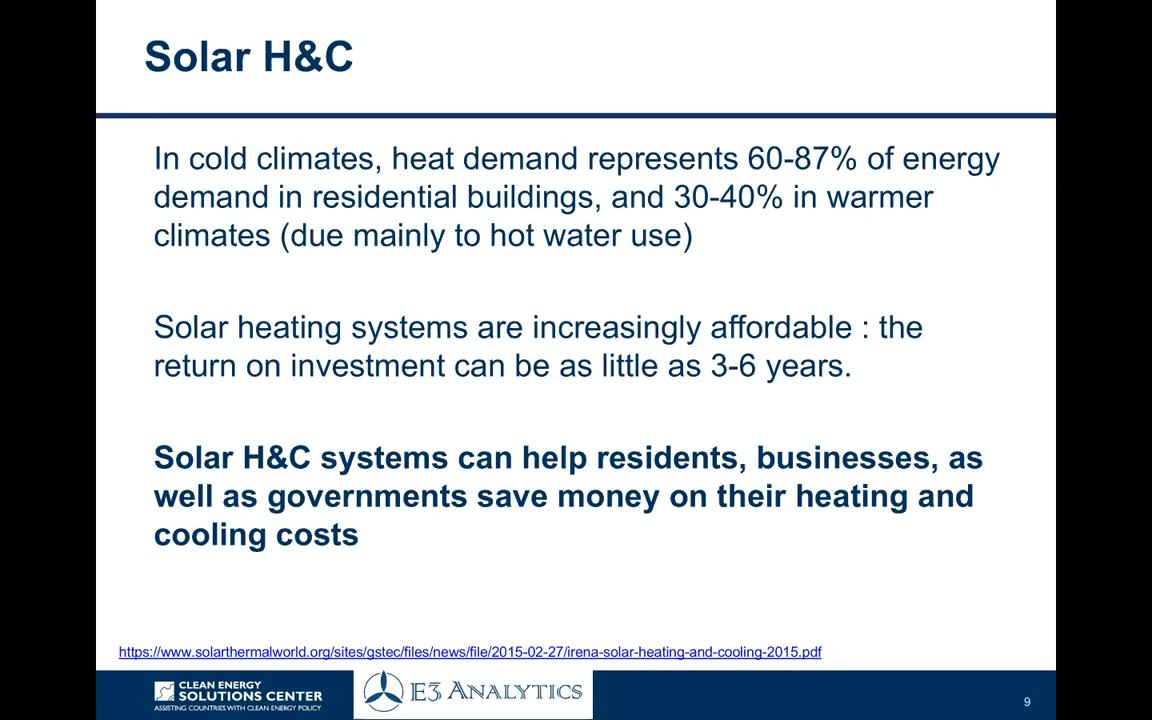 Solar H&C
In cold climates, heat demand represents 60-87% of energy
demand in residential buildings, and 30-40% in warmer
climates (due mainly to hot water use)
Solar heating systems are increasingly affordable : the
return on investment can be as little as 3-6 years.
Solar H&C systems can help residents, businesses, as
well as governments save money on their heating and
cooling costs
https://www.solarthermalworld.org/sites/gstec/files/news/file/2015-02-27/irena-solar-heating-and-cooling-2015.pdf
CLEAN ENERGY
SOLUTIONS CENTER
ASSISTING COUNTRIES WITH CLEAN ENERGY POLICY
E3 ANALYTICS
9